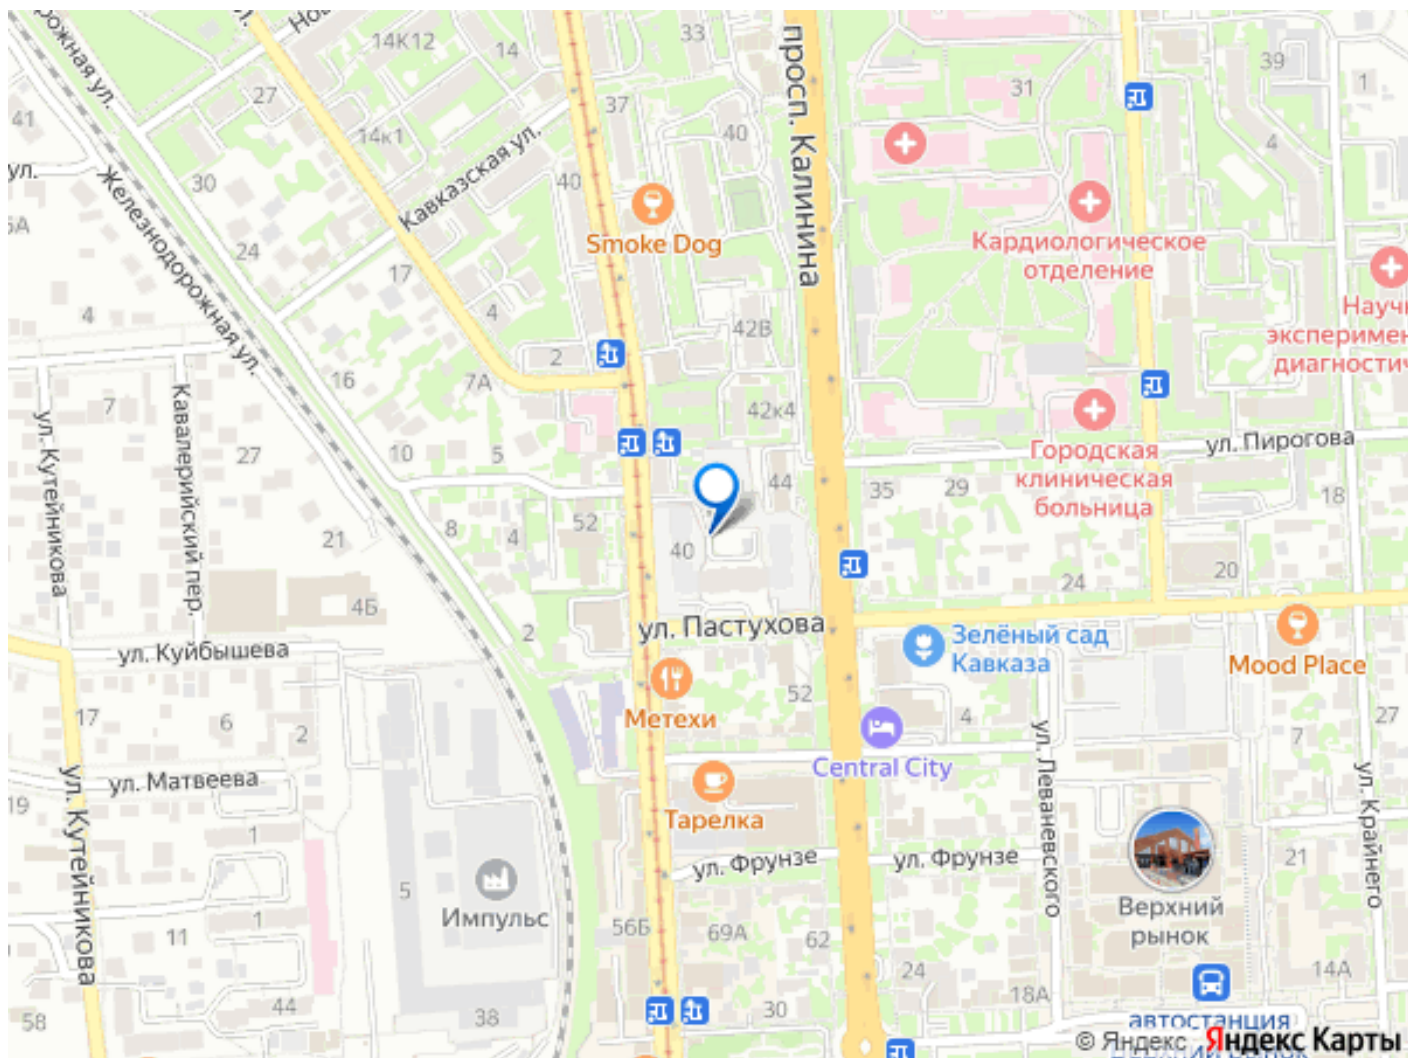 14К12
14
33
просп. Калинина
31
39
1
41
27
14к1
37
40
4
Кавказская ул.
40
30
Smoke Dog
Кардиологическое
отделение
24
17
Железнодорожная ул.
4
4
42В
2
7А
16
42к4
Кавалерийский пер.
ул. Кутейникова
7
27
10
5
44
35
29
ул. Пирогова
Городская
клиническая
больница
18
8
4
52
21
40
24
20
4Б
2
ул. Пастухова
Зелёный сад
Кавказа
Mood Place
ул. Куйбышева
Метехи
52
17
6
2
4
7
27
ул. Матвеева
Central City
ул. Леваневского
ул. Крайнего
19
ул. Кутейникова
Тарелка
1
ул. Фрунзе
ул. Фрунзе
21
5
Импульс
Верхний
рынок
1
11
56Б
69А
62
24
14А
44
58
38
30
18А
автостанция
© Яндекс Яндекс Карты